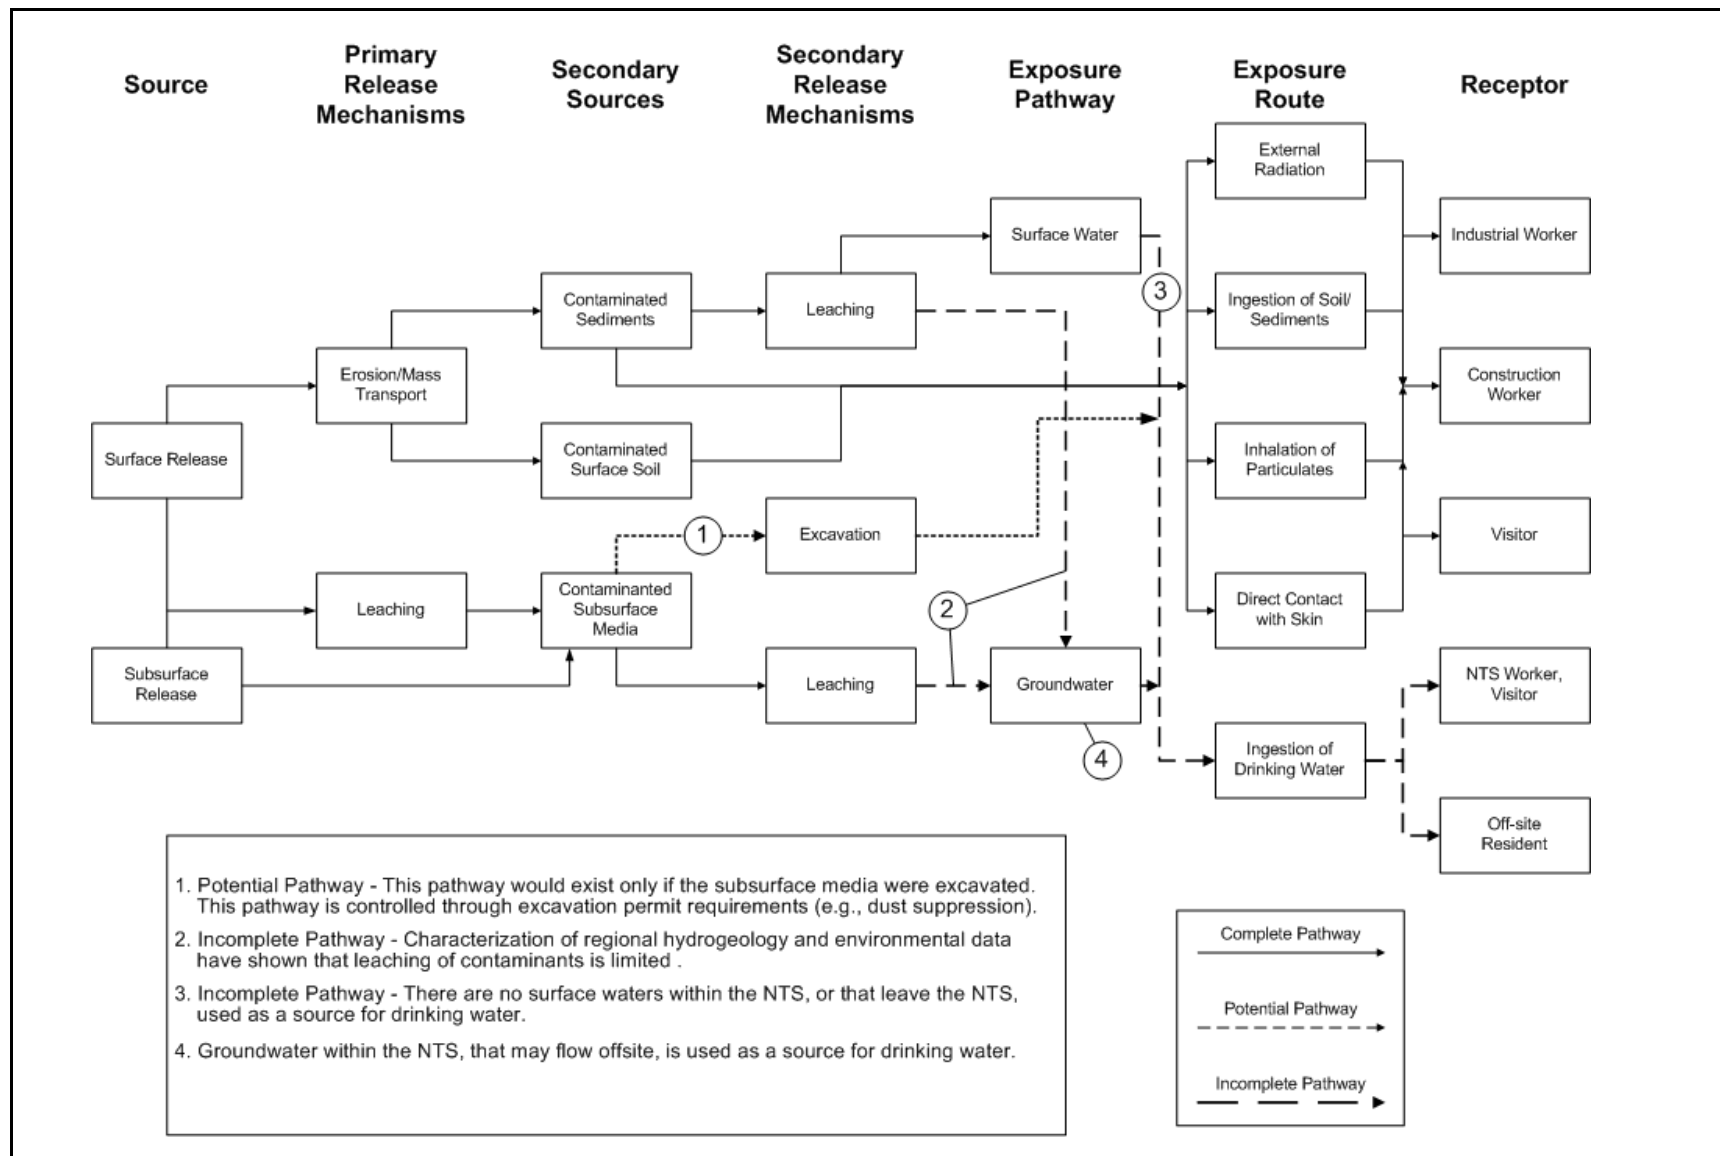 Source
Primary
Release
Mechanisms
Secondary
Sources
Secondary
Release
Mechanisms
Exposure
Pathway
Exposure
Route
Receptor
External
Radiation
Surface Water
Industrial Worker
3
Contaminated
Sediments
Leaching
Ingestion of Soil/
Sediments
Erosion/Mass
Transport
Construction
Worker
Surface Release
Contaminated
Surface Soil
Inhalation of
Particulates
1
Excavation
Visitor
Leaching
Contaminanted
Subsurface
Media
2
Direct Contact
with Skin
Subsurface
Release
Leaching
Groundwater
NTS Worker,
Visitor
4
Ingestion of
Drinking Water
Off-site
Resident
1. Potential Pathway - This pathway would exist only if the subsurface media were excavated.
This pathway is controlled through excavation permit requirements (e.g., dust suppression).
2. Incomplete Pathway - Characterization of regional hydrogeology and environmental data
have shown that leaching of contaminants is limited .
3. Incomplete Pathway - There are no surface waters within the NTS, or that leave the NTS,
used as a source for drinking water.
4. Groundwater within the NTS, that may flow offsite, is used as a source for drinking water.
Complete Pathway
Potential Pathway
Incomplete Pathway